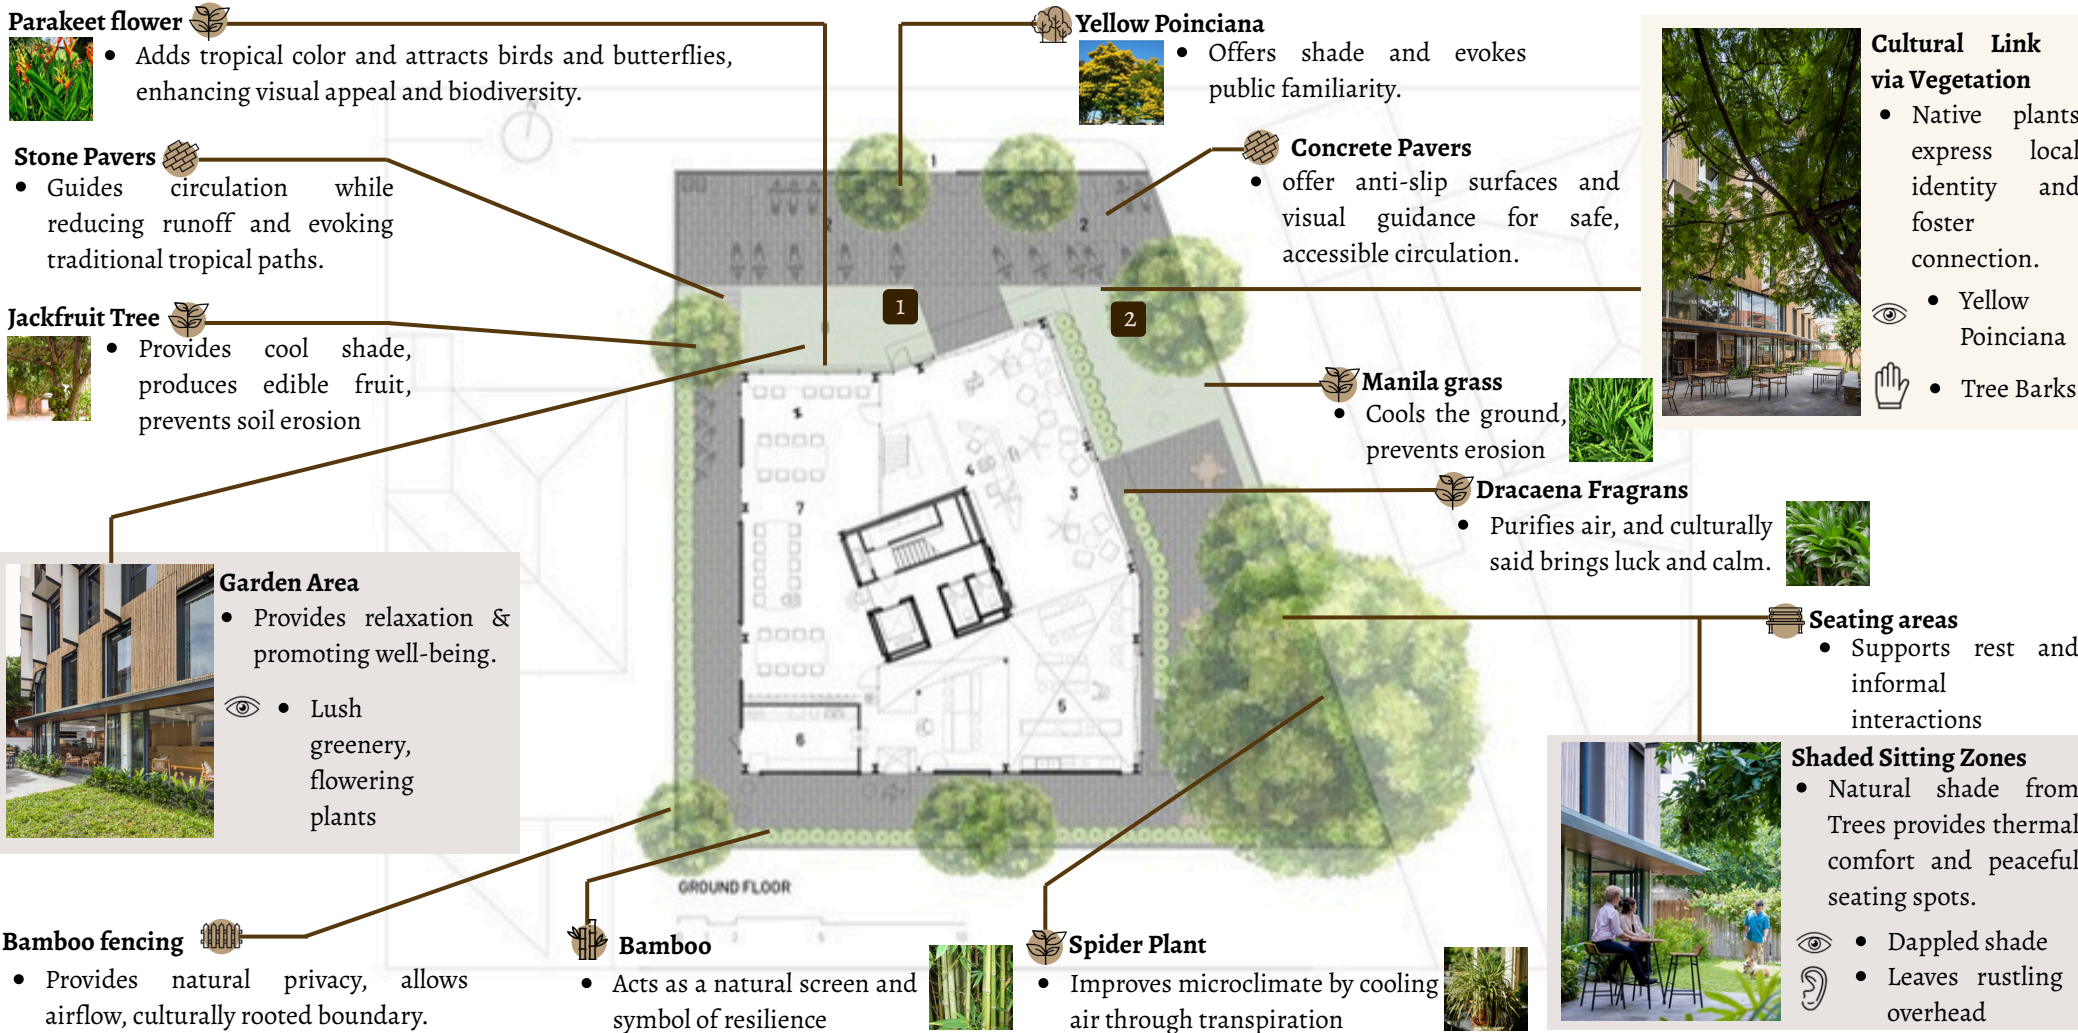 Parakeet flower
• Adds tropical color and attracts birds and butterflies,
enhancing visual appeal and biodiversity.
Stone Pavers
• Guides circulation while
reducing runoff and evoking
traditional tropical paths.
Jackfruit Tree
• Provides cool shade,
produces edible fruit,
prevents soil erosion
Garden Area
• Provides relaxation &
promoting well-being.
• Lush
greenery,
flowering
plants
Bamboo fencing
• Provides natural privacy, allows
airflow, culturally rooted boundary.
Yellow Poinciana
• Offers shade and evokes
public familiarity.
Concrete Pavers
• offer anti-slip surfaces and
visual guidance for safe,
accessible circulation.
1
2
2
1
2
3
4
7
5
6
GROUND FLOOR
Manila grass
• Cools the ground,
prevents erosion
Dracaena Fragrans
• Purifies air, and culturally
said brings luck and calm.
Bamboo
• Acts as a natural screen and
symbol of resilience
Spider Plant
• Improves microclimate by cooling
air through transpiration
Cultural Link
via Vegetation
• Native plants
express local
identity and
foster
connection.
• Yellow
Poinciana
• Tree Barks
Seating areas
• Supports rest and
informal
interactions
Shaded Sitting Zones
• Natural shade from
Trees provides thermal
comfort and peaceful
seating spots.
• Dappled shade
• Leaves rustling
overhead